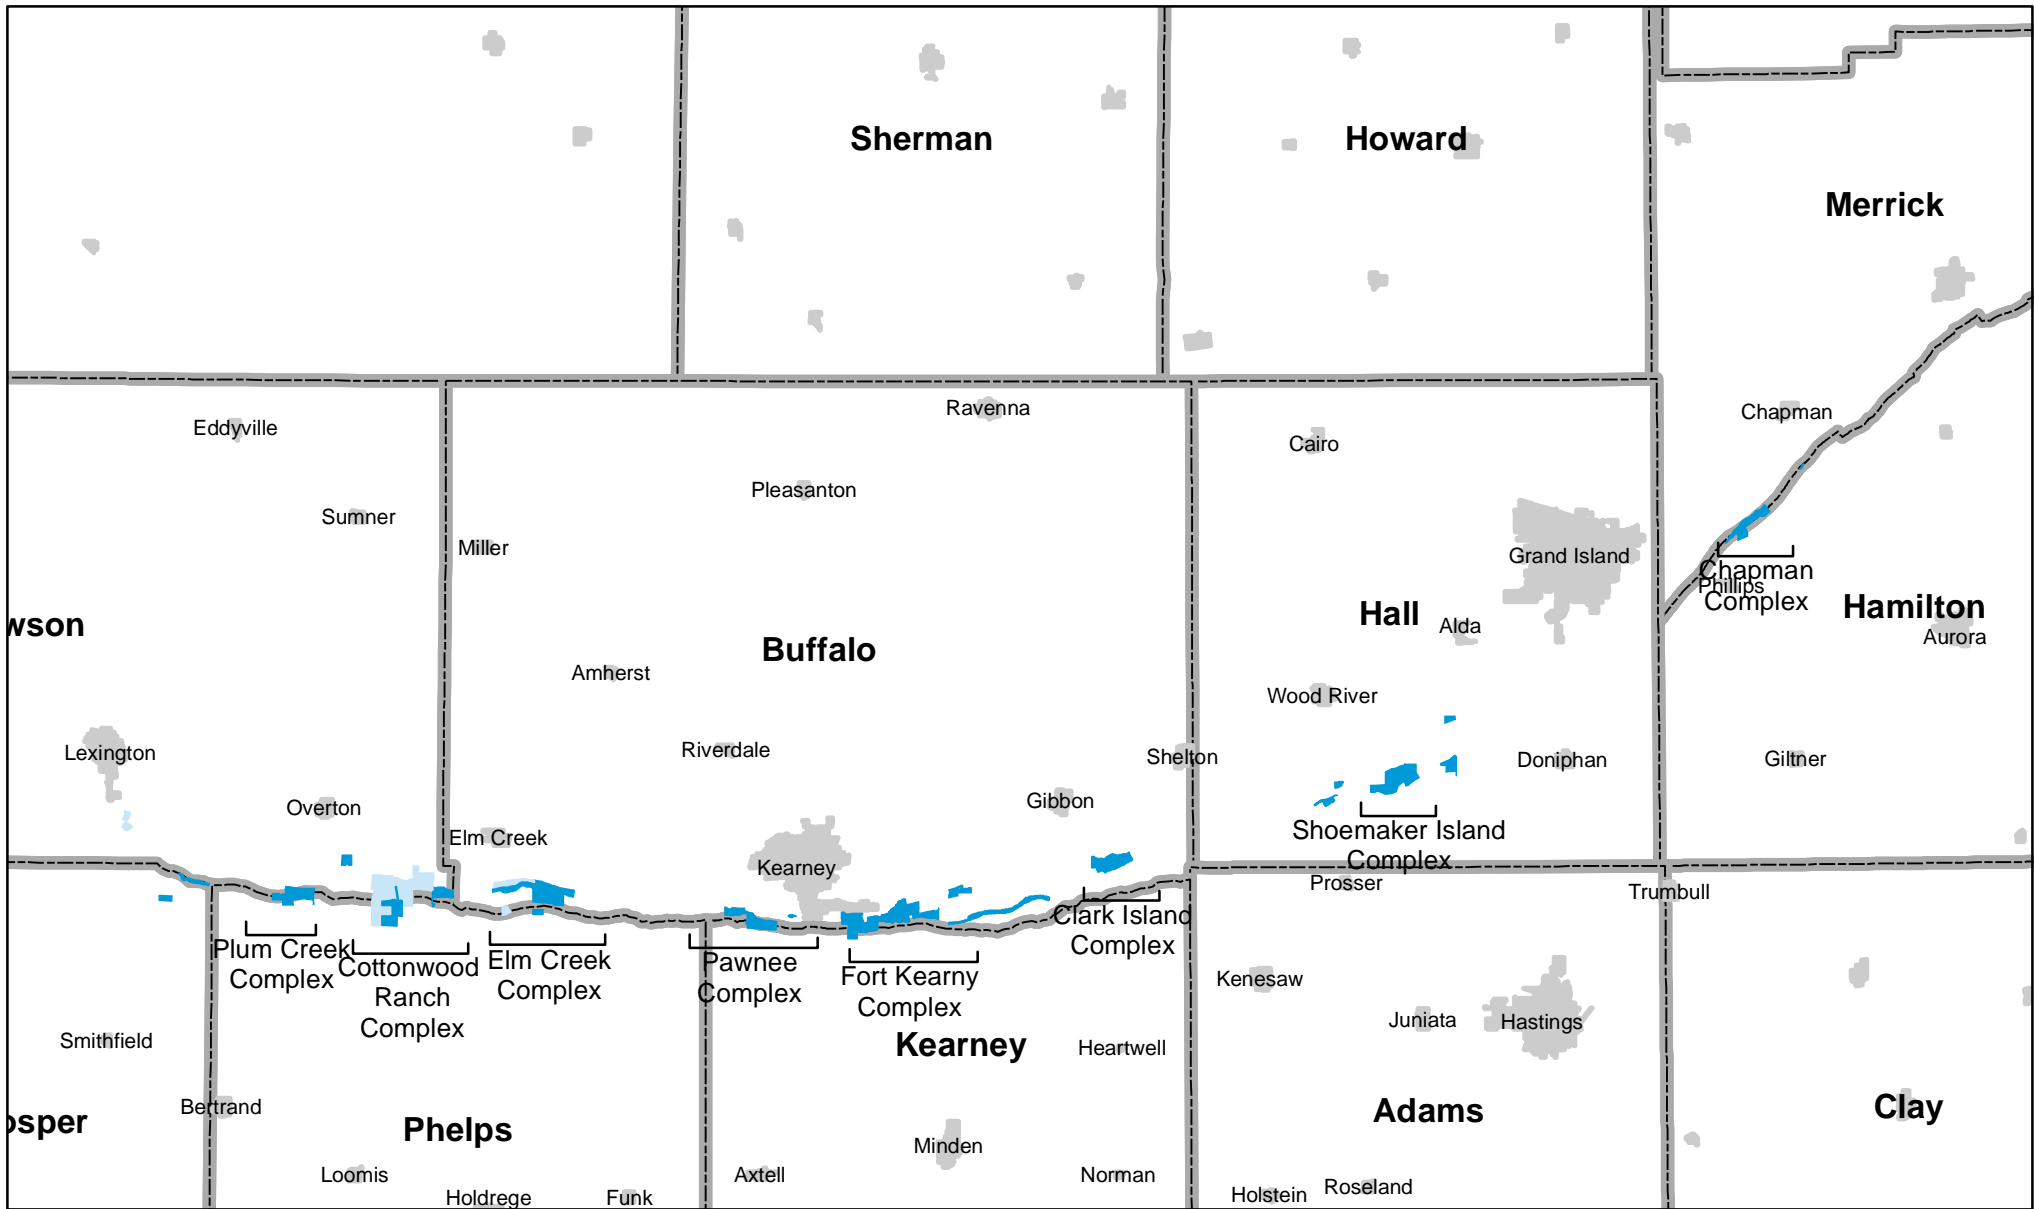 Sherman
Howard
Merrick
Eddyville
Ravenna
Chapman
Cairo
Pleasanton
Sumner
Miller
Grand Island
Chapman
Complex
Phillips
Hamilton
Aurora
wson
Buffalo
Hall
Alda
Amherst
Wood River
Lexington
Riverdale
Shelton
Doniphan
Giltner
Overton
Gibbon
Elm Creek
Shoemaker Island
Complex
Kearney
Prosser
Trumbull
Clark Island
Complex
Plum Creek
Complex
Cottonwood
Ranch
Complex
Elm Creek
Complex
Pawnee
Complex
Fort Kearny
Complex
Kenesaw
Smithfield
Kearney
Heartwell
Juniata
Hastings
Bertrand
osper
Phelps
Adams
Clay
Minden
Loomis
Holdrege
Funk
Axtell
Norman
Holstein
Roseland